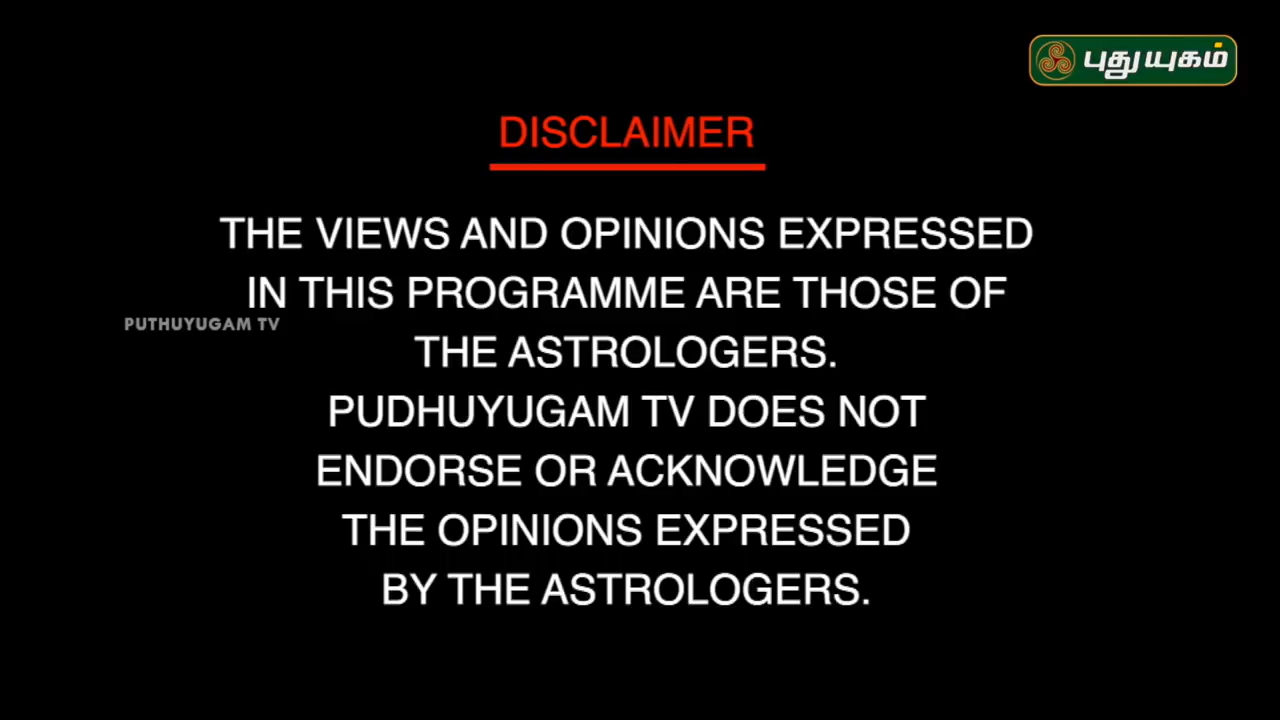 புதுயுகம்
DISCLAIMER
THE VIEWS AND OPINIONS EXPRESSED
IN THIS PROGRAMME ARE THOSE OF
PUTHUYUGAM TV
THE ASTROLOGERS.
PUDHUYUGAM TV DOES NOT
ENDORSE OR ACKNOWLEDGE
THE OPINIONS EXPRESSED
BY THE ASTROLOGERS.